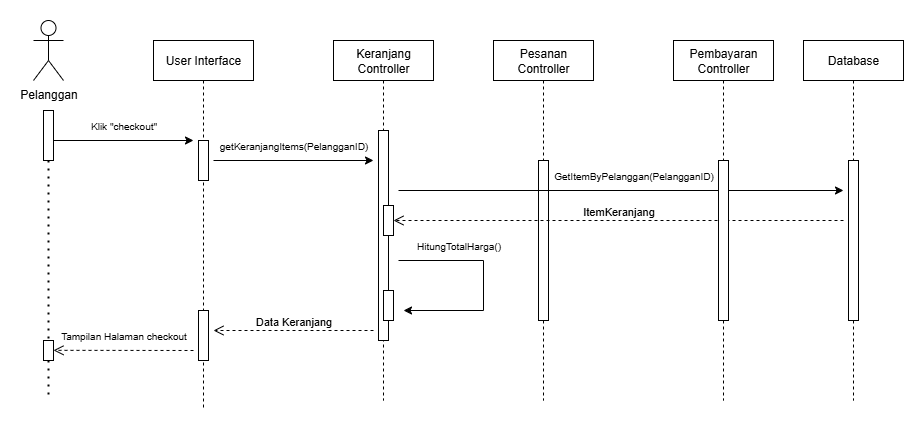 Pelanggan
User Interface
Keranjang
Controller
Pesanan
Controller
Pembayaran
Controller
Database
Klik "checkout"
getKeranjangItems(PelangganID)
GetItemByPelanggan(PelangganID)
ItemKeranjang
HitungTotalHarga()
Data Keranjang
Tampilan Halaman checkout